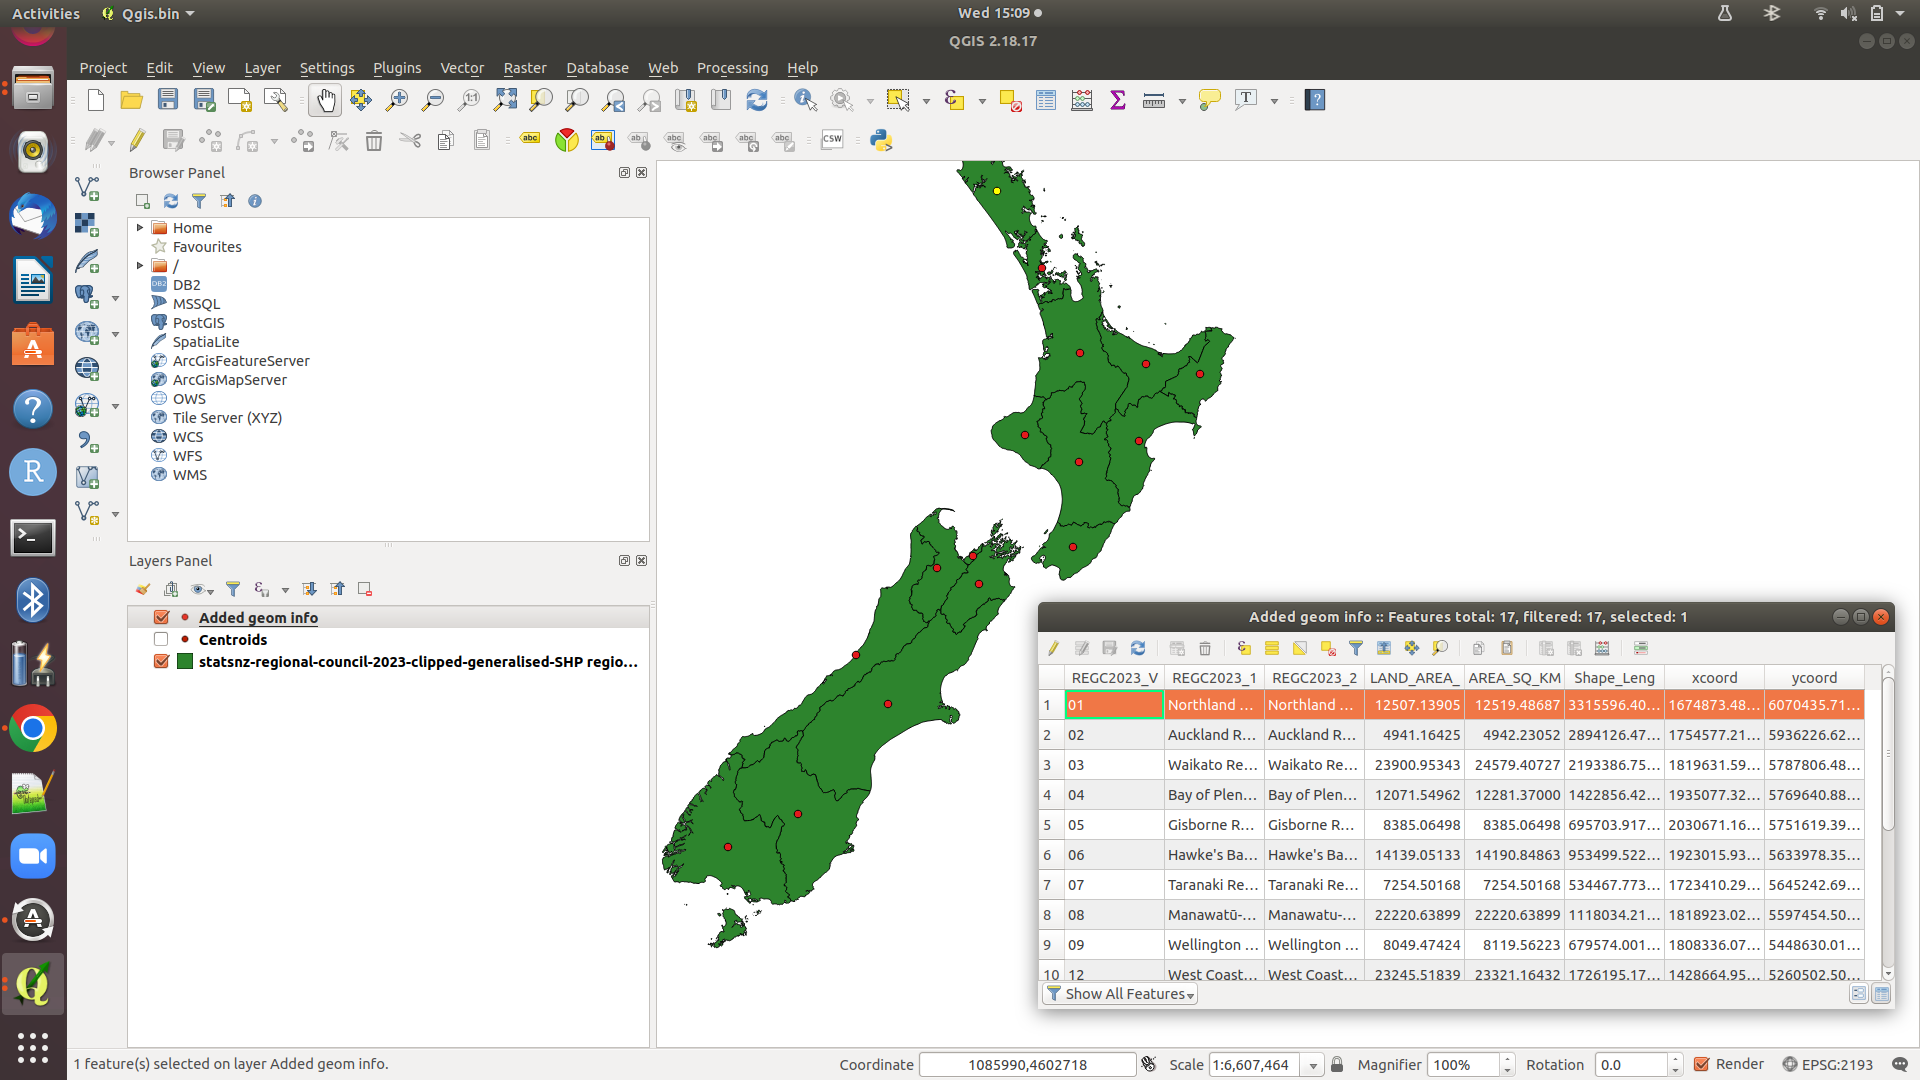 Activities Qgis.bin Wed 15:09
QGIS 2.18.17
Project Edit View Layer Settings Plugins Vector Raster Database Web Processing Help
Browser Panel
Home
Favourites
/
DB2
MSSQL
PostGIS
SpatiaLite
ArcGisFeatureServer
ArcGisMapServer
OWS
Tile Server (XYZ)
WCS
WFS
WMS
Layers Panel
Added geom info
Centroids
statsnz-regional-council-2023-clipped-generalised-SHP regio...
Added geom info :: Features total: 17, filtered: 17, selected: 1
REGC2023_V REGC2023_1 REGC2023_2 LAND_AREA_ AREA_SQ_KM Shape_Leng xcoord ycoord
1 01 Northland ... Northland ... 12507.13905 12519.48687 3315596.40... 1674873.48... 6070435.71...
2 02 Auckland R... Auckland R... 4941.16425 4942.23052 2894126.47... 1754577.21... 5936226.62...
3 03 Waikato Re... Waikato Re... 23900.95343 24579.40727 2193386.75... 1819631.59... 5787806.48...
4 04 Bay of Plen... Bay of Plen... 12071.54962 12281.37000 1422856.42... 1935077.32... 5769640.88...
5 05 Gisborne R... Gisborne R... 8385.06498 8385.06498 695703.917... 2030671.16... 5751619.39...
6 06 Hawke's Ba... Hawke's Ba... 14139.05133 14190.84863 953499.522... 1923015.93... 5633978.35...
7 07 Taranaki Re... Taranaki Re... 7254.50168 7254.50168 534467.773... 1723410.29... 5645242.69...
8 08 Manawatū-... Manawatu-... 22220.63899 22220.63899 1118034.21... 1818923.02... 5597454.50...
9 09 Wellington ... Wellington ... 8049.47424 8119.56223 679574.001... 1808336.07... 5448630.01...
10 12 West Coast... West Coast... 23245.51839 23321.16432 1726195.17... 1428664.95... 5260502.50...
Show All Features
1 feature(s) selected on layer Added geom info. Coordinate 1085990,4602718 Scale 1:6,607,464 Magnifier 100% Rotation 0.0 Render EPSG:2193